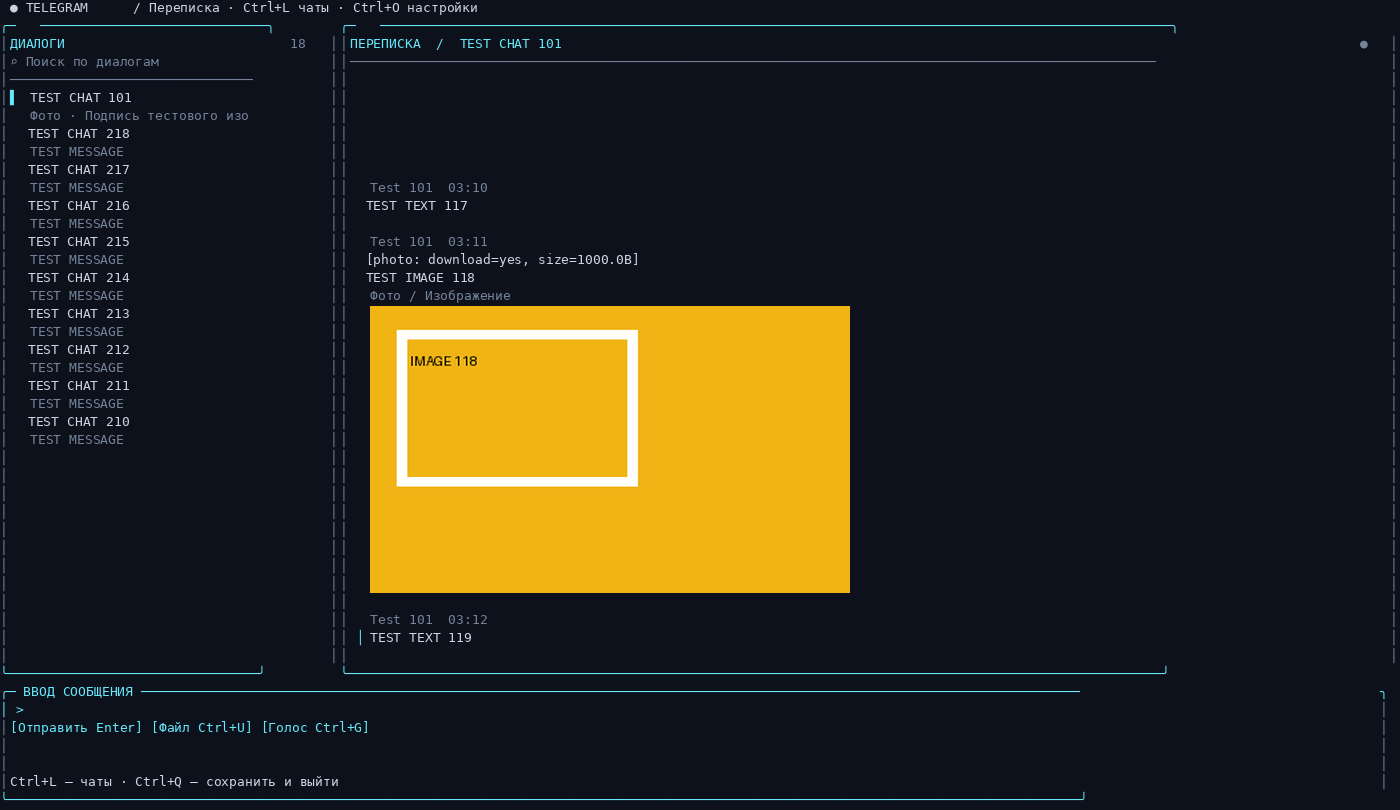 ● TELEGRAM / Переписка · Ctrl+L чаты · Ctrl+O настройки
ДИАЛОГИ 18
⌕ Поиск по диалогам
TEST CHAT 101
Фото · Подпись тестового изо
TEST CHAT 218
TEST MESSAGE
TEST CHAT 217
TEST MESSAGE
TEST CHAT 216
TEST MESSAGE
TEST CHAT 215
TEST MESSAGE
TEST CHAT 214
TEST MESSAGE
TEST CHAT 213
TEST MESSAGE
TEST CHAT 212
TEST MESSAGE
TEST CHAT 211
TEST MESSAGE
TEST CHAT 210
TEST MESSAGE
ПЕРЕПИСКА / TEST CHAT 101 ●
Test 101 03:10
TEST TEXT 117
Test 101 03:11
[photo: download=yes, size=1000.0B]
TEST IMAGE 118
Фото / Изображение
IMAGE 118
Test 101 03:12
TEST TEXT 119
ВВОД СООБЩЕНИЯ
>
[Отправить Enter] [Файл Ctrl+U] [Голос Ctrl+G]
Ctrl+L — чаты · Ctrl+Q — сохранить и выйти